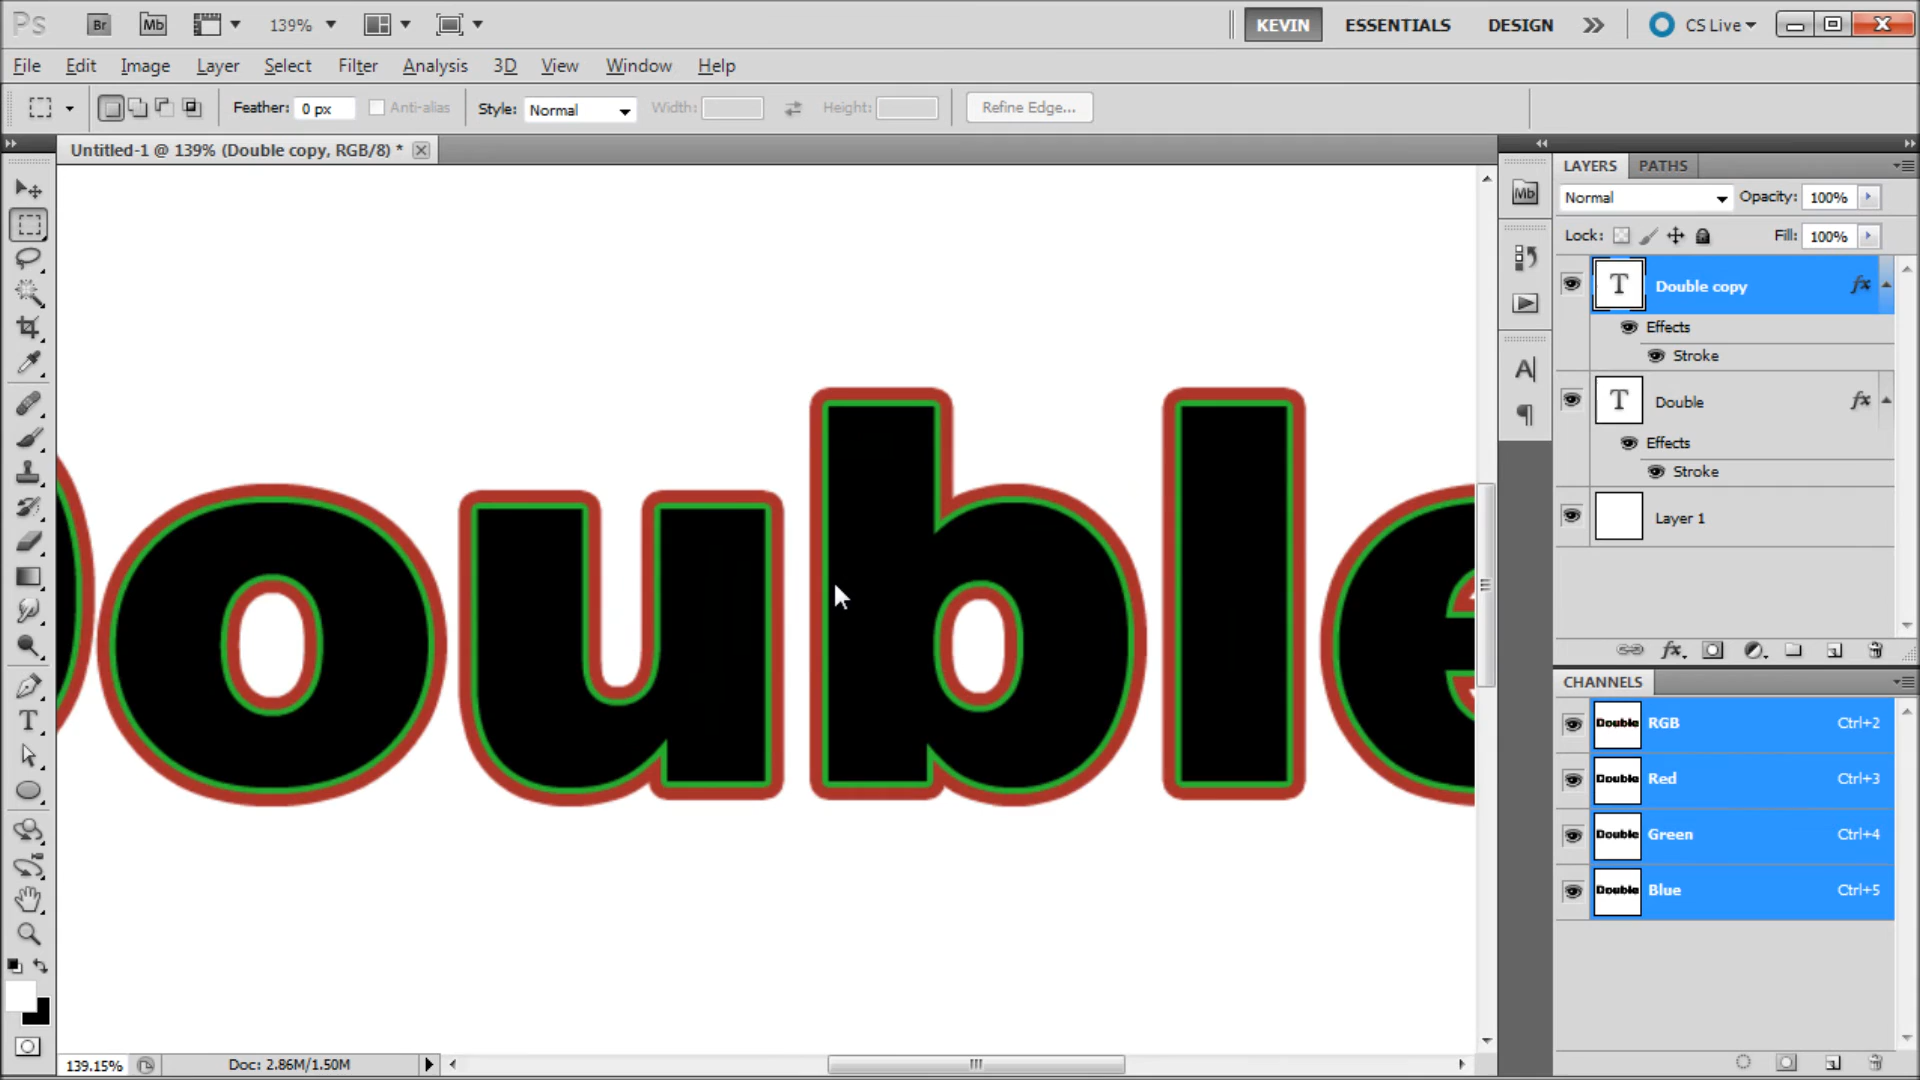 Ps Br Mb 139% KEVIN ESSENTIALS DESIGN CS Live
File Edit Image Layer Select Filter Analysis 3D View Window Help
Feather: 0 px Anti-alias Style: Normal Width: Height: Refine Edge...
Untitled-1 @ 139% (Double copy, RGB/8) *
Double
139.15% Doc: 2.86M/1.50M
Mb
LAYERS PATHS
Normal Opacity: 100%
Lock: Fill: 100%
T Double copy fx
Effects
Stroke
T Double fx
Effects
Stroke
Layer 1
CHANNELS
Double RGB Ctrl+2
Double Red Ctrl+3
Double Green Ctrl+4
Double Blue Ctrl+5